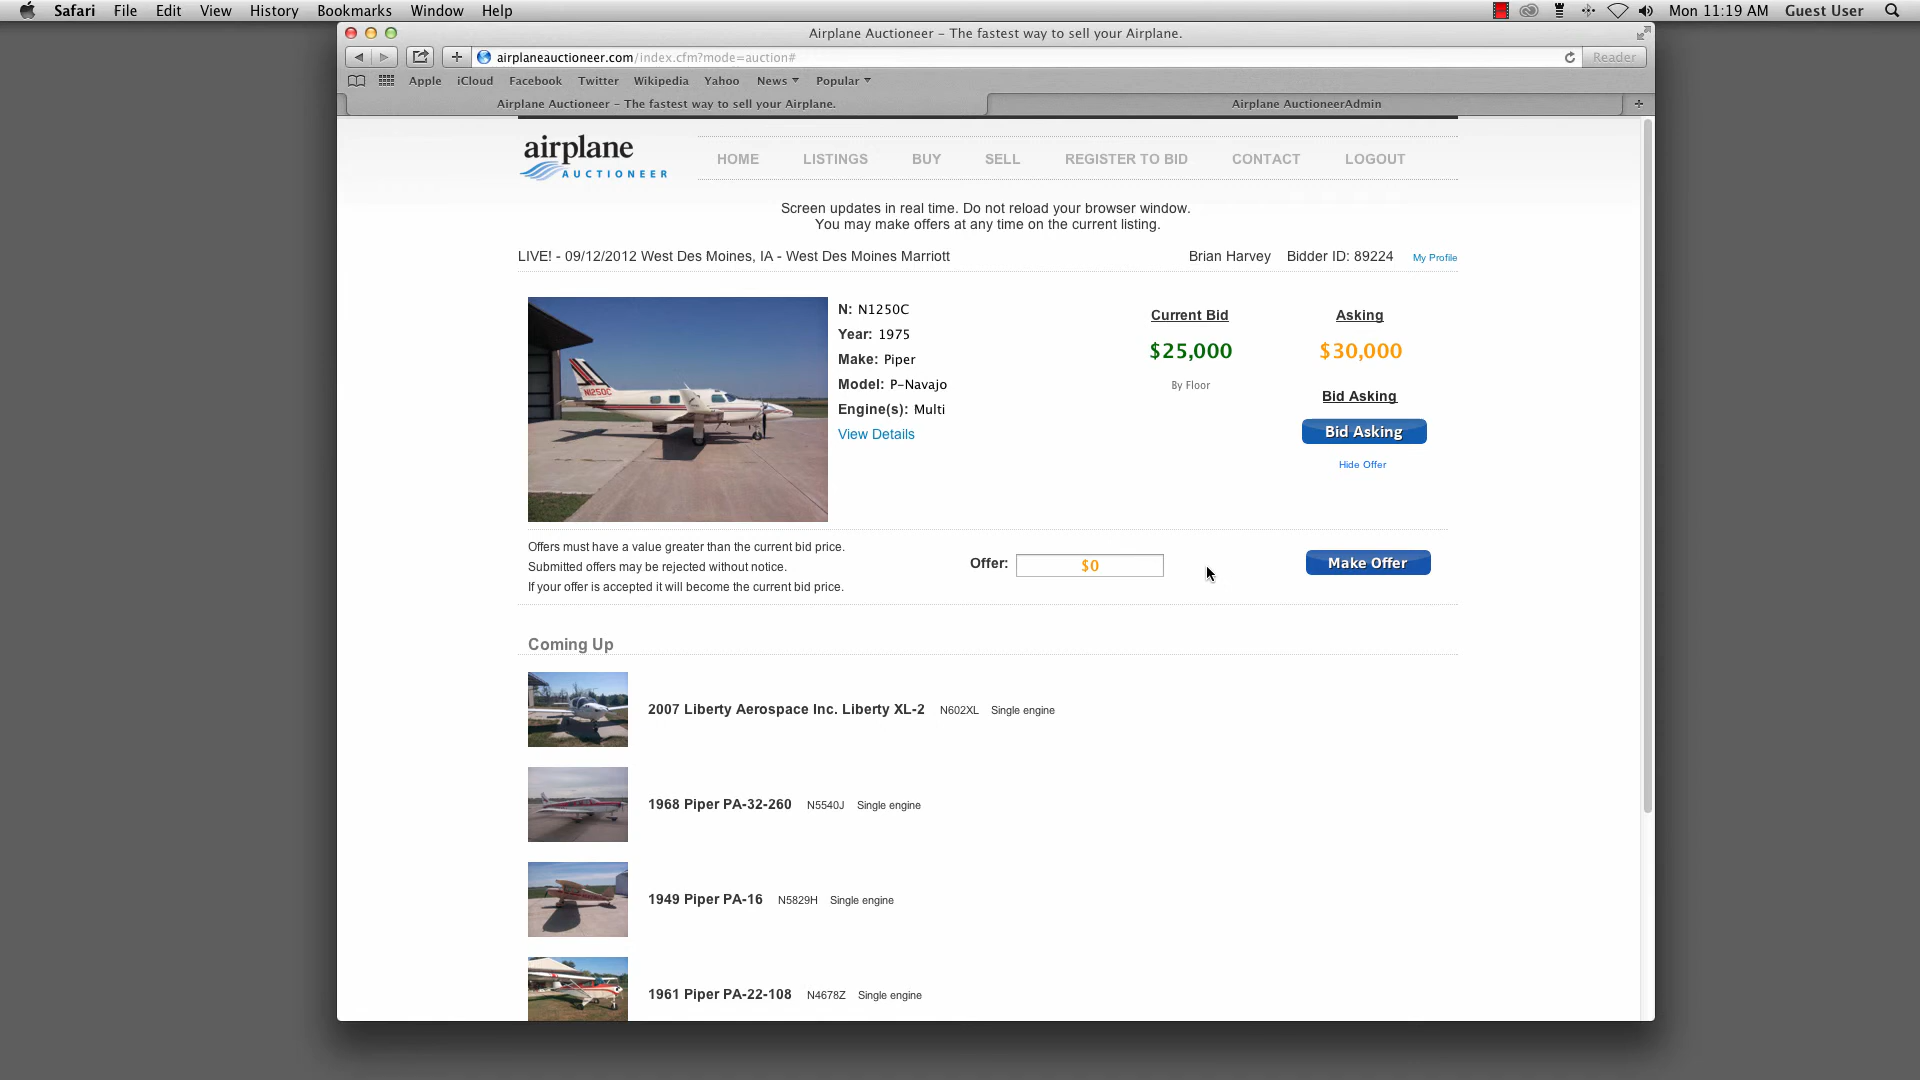 Safari File Edit View History Bookmarks Window Help Mon 11:19 AM Guest User
Airplane Auctioneer – The fastest way to sell your Airplane.
airplaneauctioneer.com/index.cfm?mode=auction# Reader
Apple iCloud Facebook Twitter Wikipedia Yahoo News Popular
Airplane Auctioneer – The fastest way to sell your Airplane. Airplane AuctioneerAdmin
airplane
AUCTIONEER
HOME LISTINGS BUY SELL REGISTER TO BID CONTACT LOGOUT
Screen updates in real time. Do not reload your browser window.
You may make offers at any time on the current listing.
LIVE! - 09/12/2012 West Des Moines, IA - West Des Moines Marriott Brian Harvey Bidder ID: 89224 My Profile
N: N1250C
Year: 1975
Make: Piper
Model: P-Navajo
Engine(s): Multi
View Details
N1250C
Current Bid Asking
$25,000 $30,000
By Floor
Bid Asking
Bid Asking
Hide Offer
Offers must have a value greater than the current bid price.
Submitted offers may be rejected without notice.
If your offer is accepted it will become the current bid price.
Offer: $0 Make Offer
Coming Up
2007 Liberty Aerospace Inc. Liberty XL-2 N602XL Single engine
1968 Piper PA-32-260 N5540J Single engine
1949 Piper PA-16 N5829H Single engine
1961 Piper PA-22-108 N4678Z Single engine